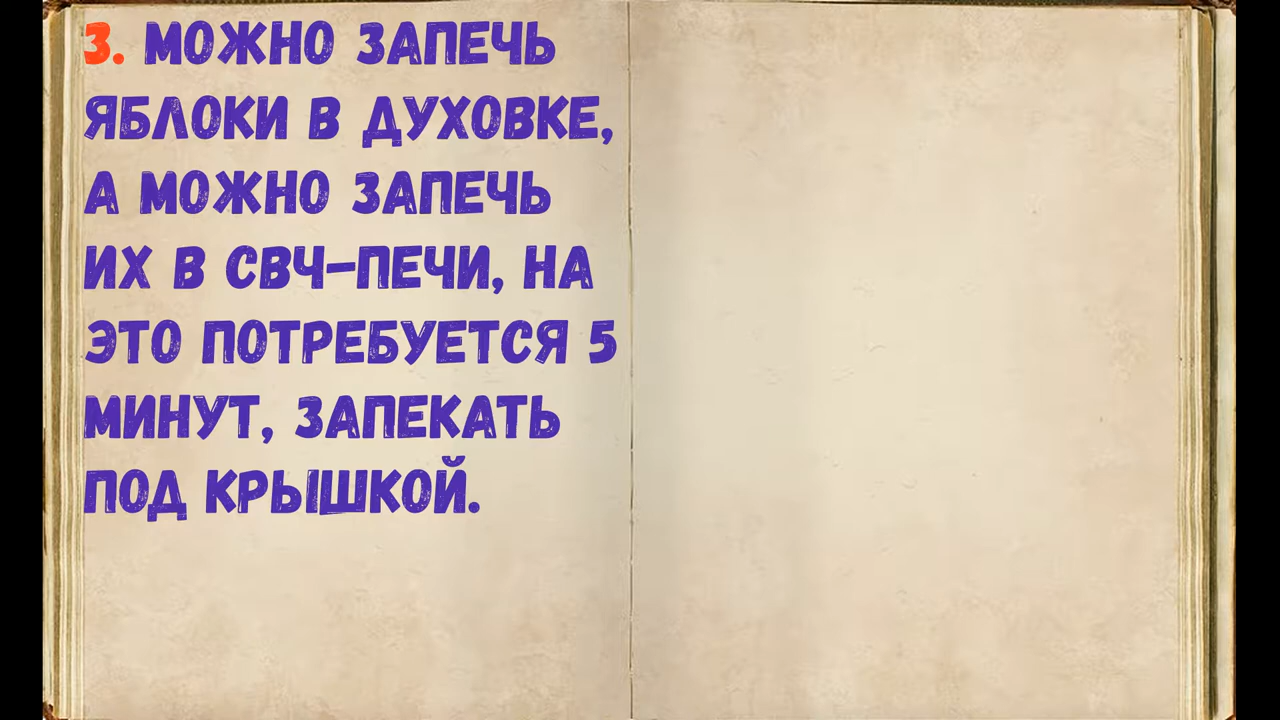 3. МОЖНО ЗАПЕЧЬ
ЯБЛОКИ В ДУХОВКЕ,
А МОЖНО ЗАПЕЧЬ
ИХ В СВЧ-ПЕЧИ, НА
ЭТО ПОТРЕБУЕТСЯ 5
МИНУТ, ЗАПЕКАТЬ
ПОД КРЫШКОЙ.